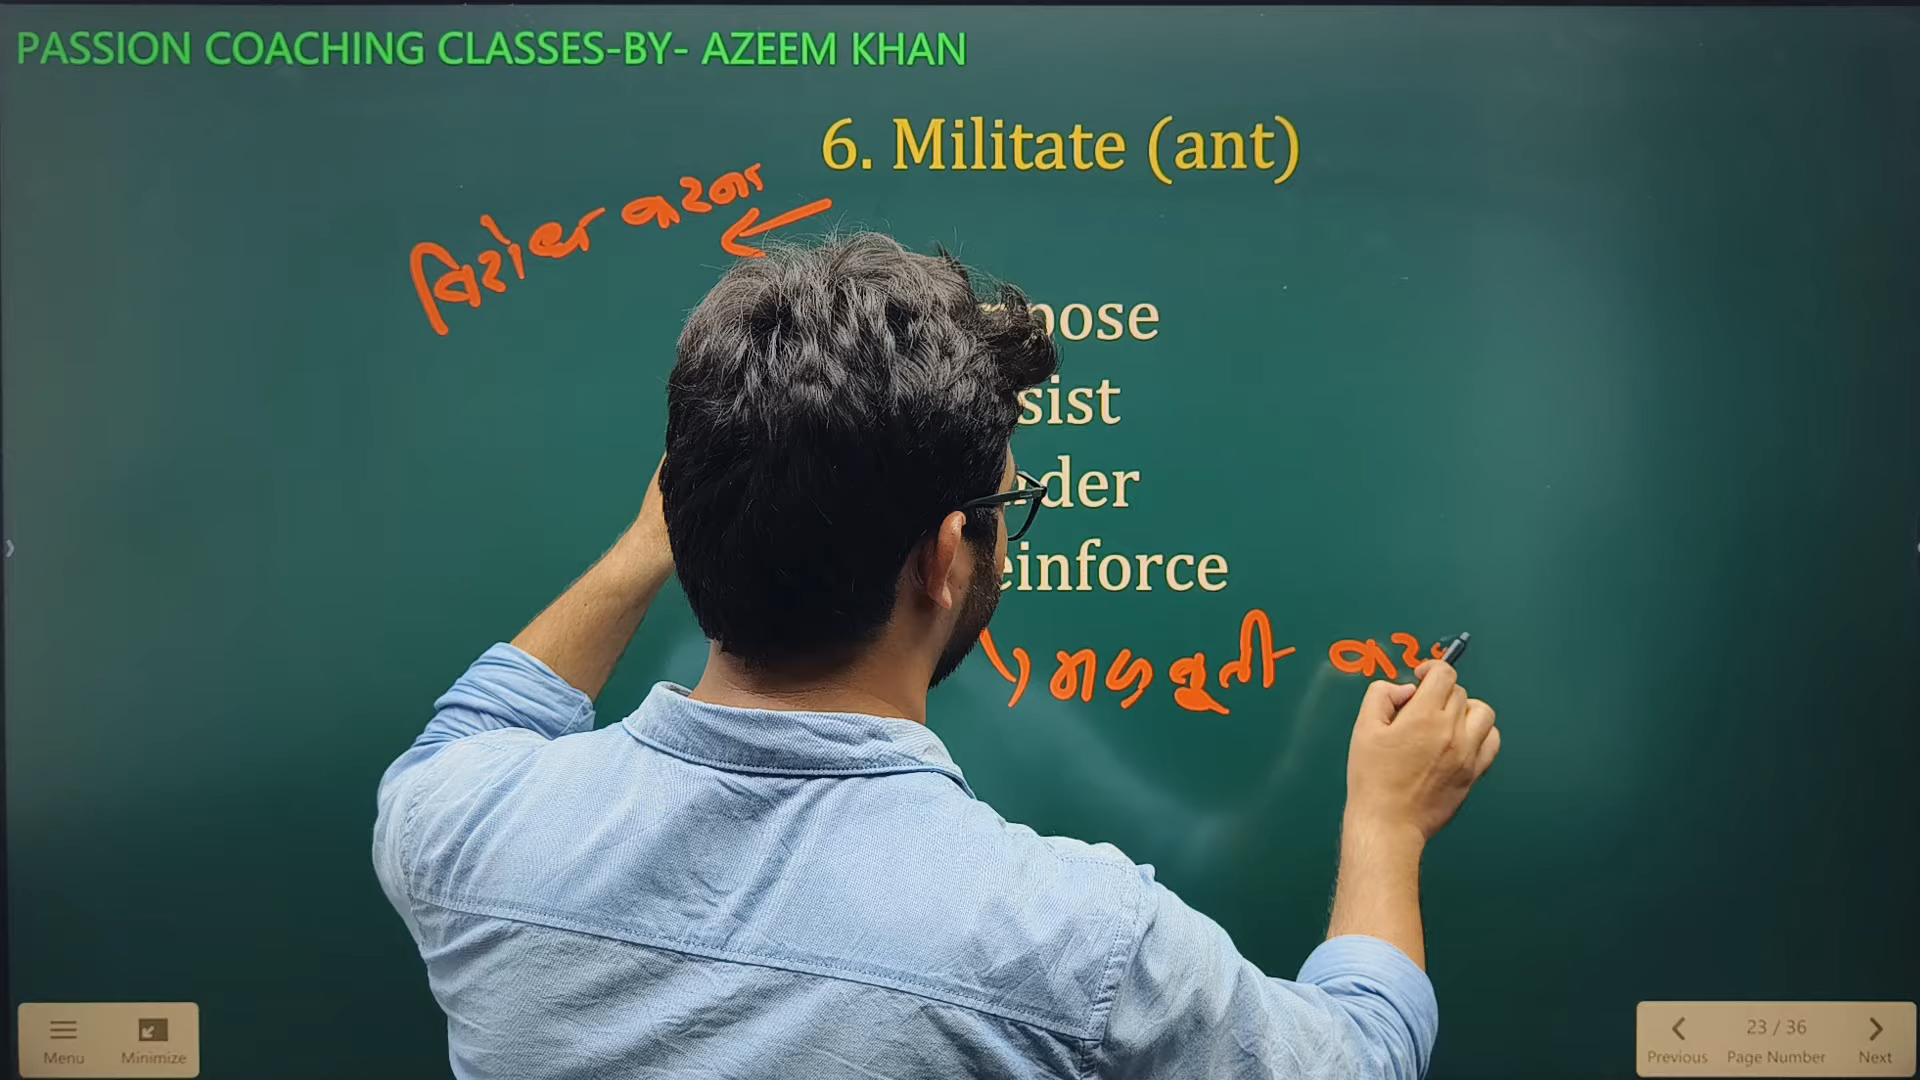 PASSION COACHING CLASSES-BY- AZEEM KHAN
6. Militate (ant)
विरोध करना
pose
sist
der
einforce
मजबूती कर
Menu
Minimize
23 / 36
Previous
Page Number
Next